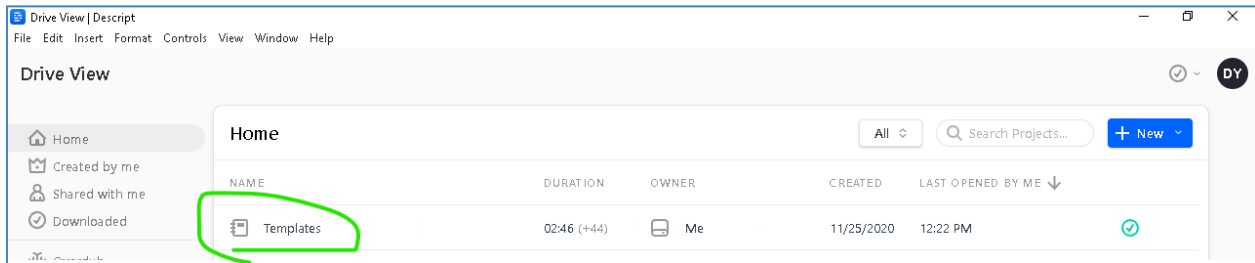 Drive View | Descript
File Edit Insert Format Controls View Window Help
Drive View
DY
Home
Created by me
Shared with me
Downloaded
Overdub
Home
All
Search Projects...
+ New
NAME DURATION OWNER CREATED LAST OPENED BY ME
Templates 02:46 (+44) Me 11/25/2020 12:22 PM